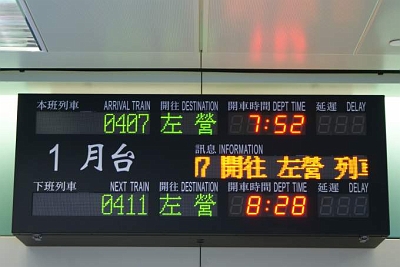 本班列車 ARRIVAL TRAIN 開往 DESTINATION 開車時間 DEPT TIME 延遲 DELAY
0407 左營 7:52
1 月台
訊息 INFORMATION
7 開往 左營 列車
下班列車 NEXT TRAIN 開往 DESTINATION 開車時間 DEPT TIME 延遲 DELAY
0411 左營 8:28